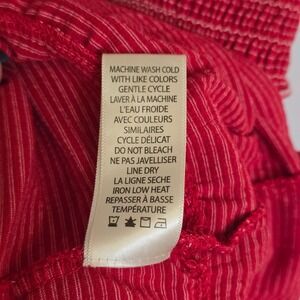 MACHINE WASH COLD
WITH LIKE COLORS
GENTLE CYCLE
LAVER À LA MACHINE
L'EAU FROIDE
AVEC COULEURS
SIMILAIRES
CYCLE DÉLICAT
DO NOT BLEACH
NE PAS JAVELLISER
LINE DRY
LA LIGNE SECHE
IRON LOW HEAT
REPASSER À BASSE
TEMPÉRATURE